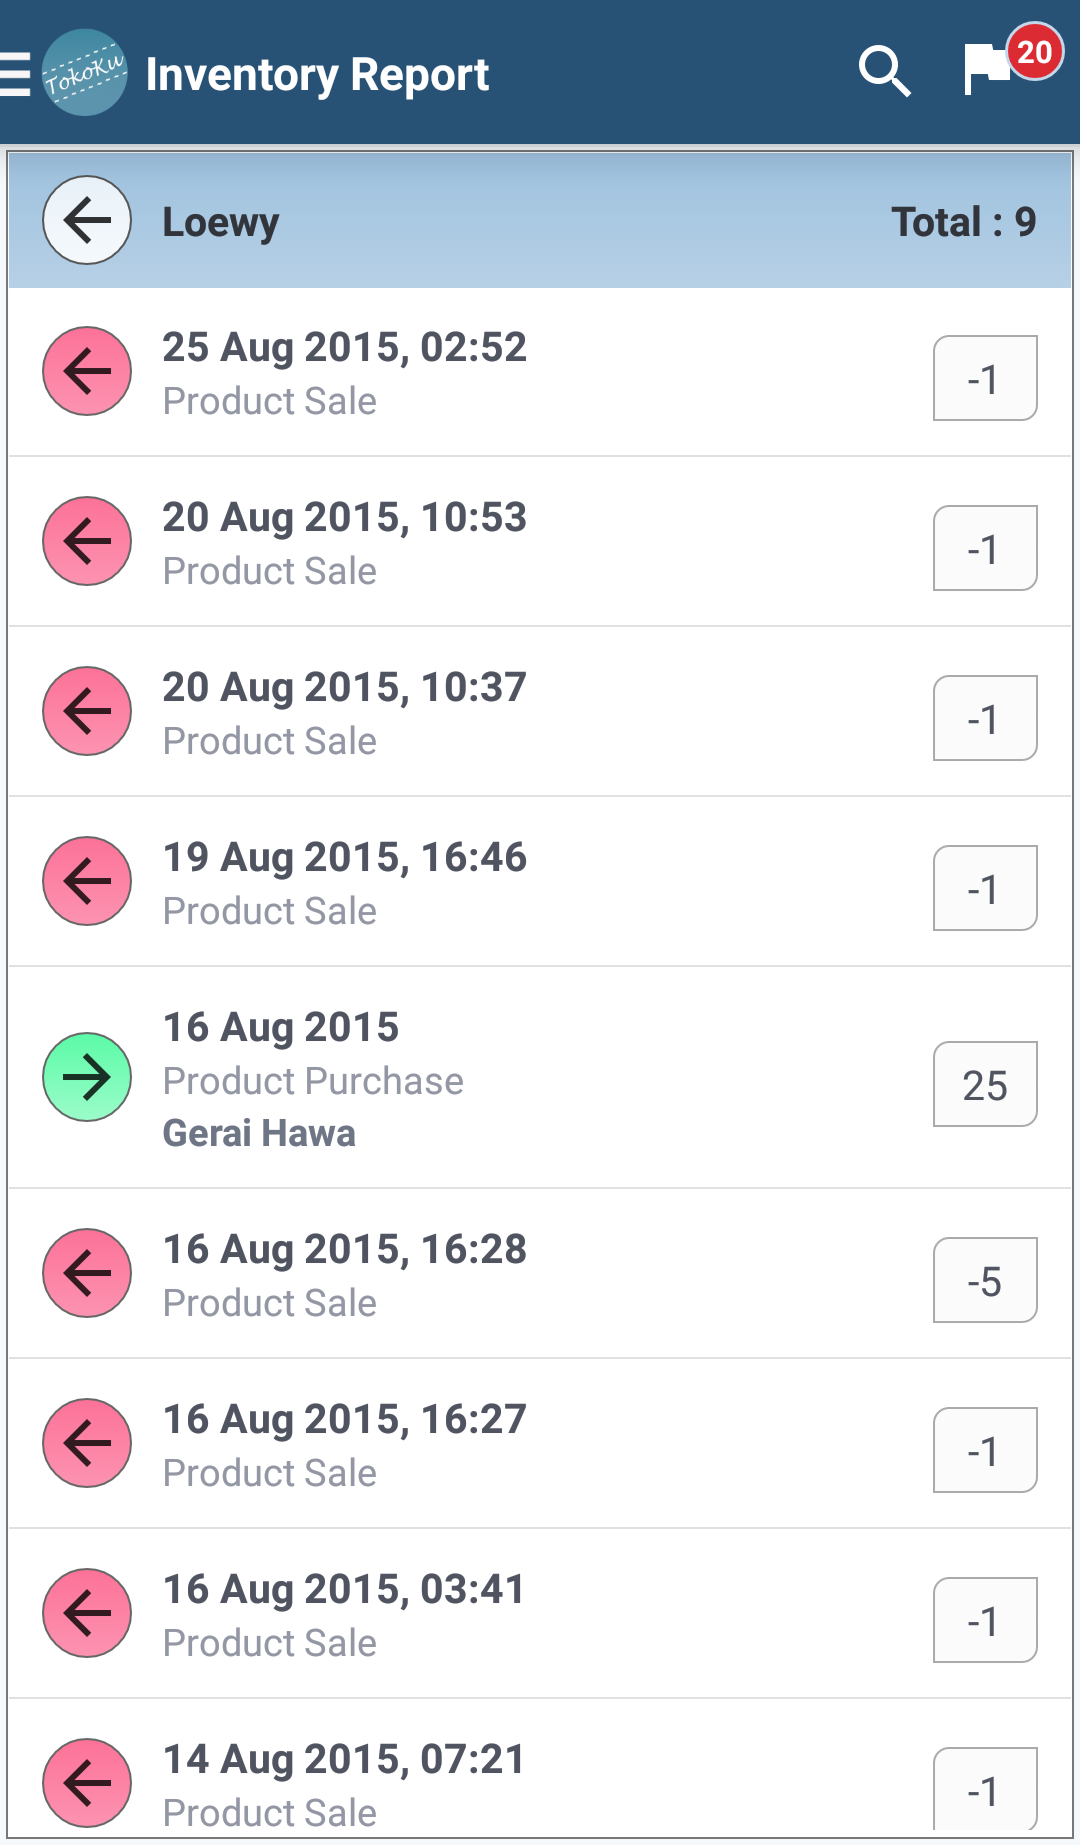 TokoKu
Inventory Report
20
Loewy
Total : 9
25 Aug 2015, 02:52
Product Sale
-1
20 Aug 2015, 10:53
Product Sale
-1
20 Aug 2015, 10:37
Product Sale
-1
19 Aug 2015, 16:46
Product Sale
-1
16 Aug 2015
Product Purchase
Gerai Hawa
25
16 Aug 2015, 16:28
Product Sale
-5
16 Aug 2015, 16:27
Product Sale
-1
16 Aug 2015, 03:41
Product Sale
-1
14 Aug 2015, 07:21
Product Sale
-1